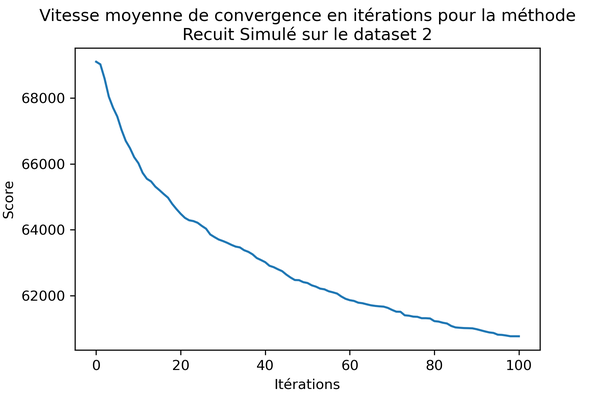 Vitesse moyenne de convergence en itérations pour la méthode
Recuit Simulé sur le dataset 2
68000
66000
64000
62000
Score
0 20 40 60 80 100
Itérations